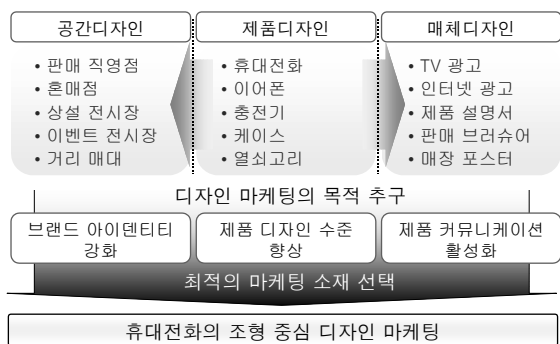 공간디자인
• 판매 직영점
• 혼매점
• 상설 전시장
• 이벤트 전시장
• 거리 매대
제품디자인
• 휴대전화
• 이어폰
• 충전기
• 케이스
• 열쇠고리
매체디자인
• TV 광고
• 인터넷 광고
• 제품 설명서
• 판매 브러슈어
• 매장 포스터
디자인 마케팅의 목적 추구
브랜드 아이덴티티
강화
제품 디자인 수준
향상
제품 커뮤니케이션
활성화
최적의 마케팅 소재 선택
휴대전화의 조형 중심 디자인 마케팅